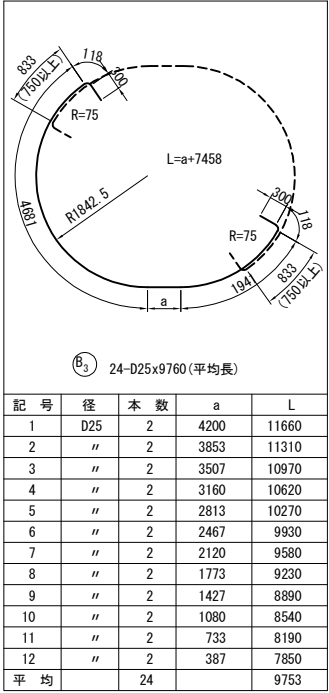 833
(750以上)
118
300
R=75
L=a+7458
R1842.5
4681
300
118
R=75
833
(750以上)
194
a
B3 24-D25x9760(平均長)
記 号 径 本 数 a L
1 D25 2 4200 11660
2 〃 2 3853 11310
3 〃 2 3507 10970
4 〃 2 3160 10620
5 〃 2 2813 10270
6 〃 2 2467 9930
7 〃 2 2120 9580
8 〃 2 1773 9230
9 〃 2 1427 8890
10 〃 2 1080 8540
11 〃 2 733 8190
12 〃 2 387 7850
平 均 24 9753